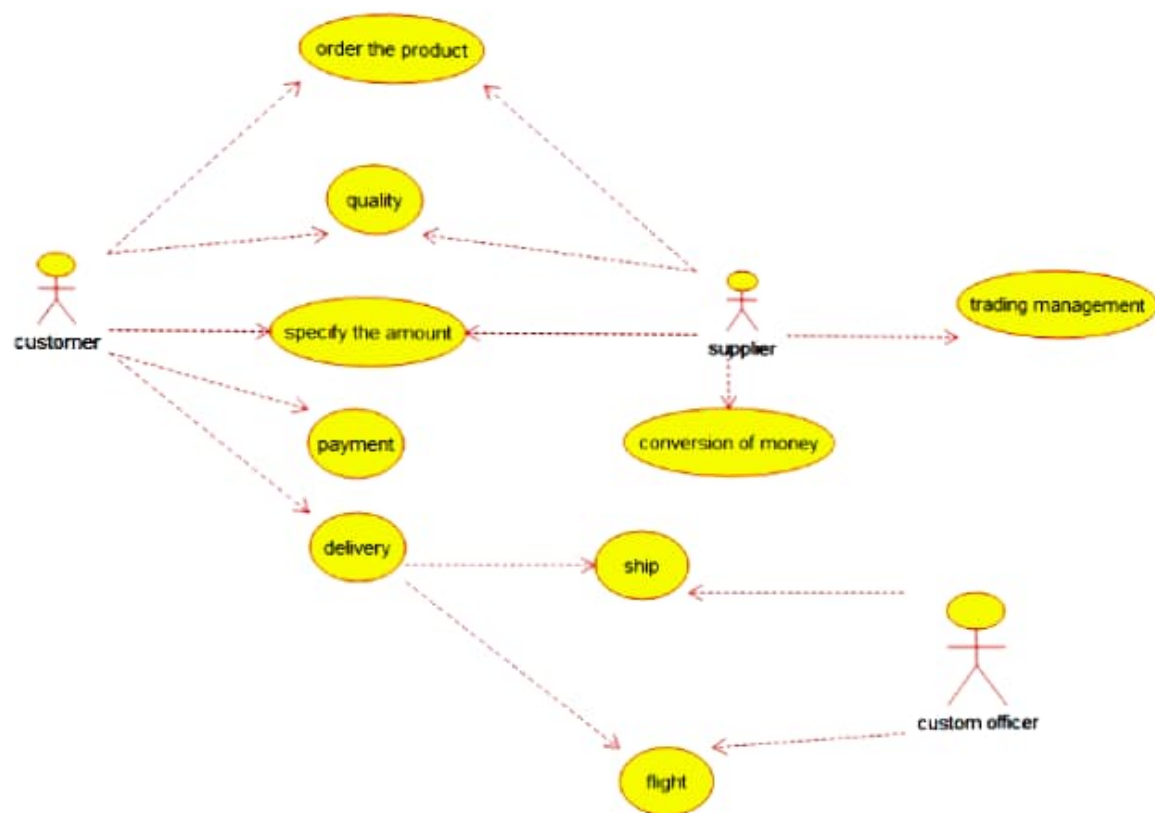 order the product
quality
customer
specify the amount
supplier
trading management
payment
conversion of money
delivery
ship
custom officer
flight